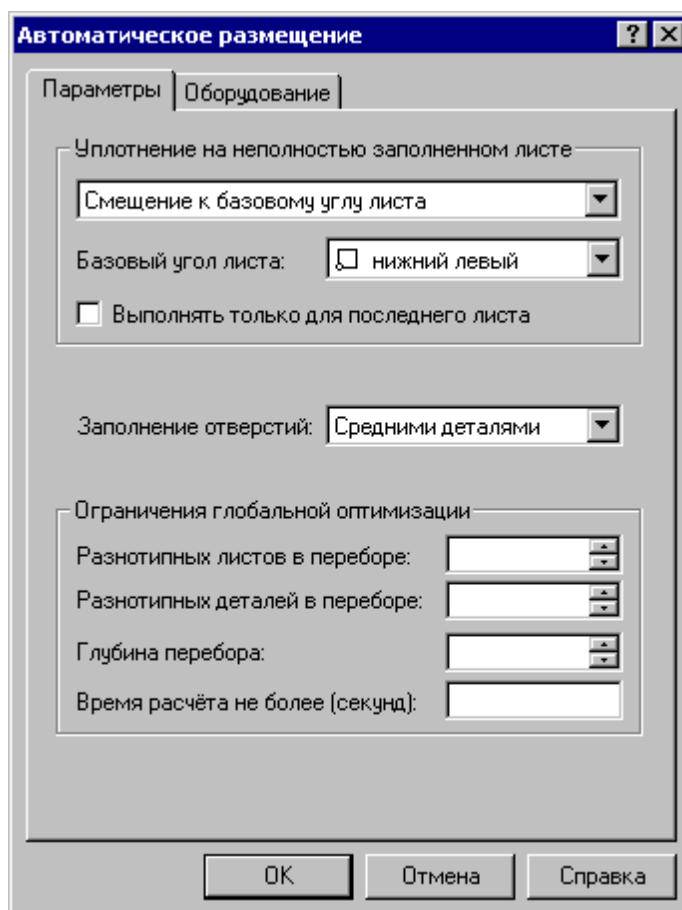 Автоматическое размещение
Параметры Оборудование
Уплотнение на неполностью заполненном листе
Смещение к базовому углу листа
Базовый угол листа: нижний левый
Выполнять только для последнего листа
Заполнение отверстий: Средними деталями
Ограничения глобальной оптимизации
Разнотипных листов в переборе:
Разнотипных деталей в переборе:
Глубина перебора:
Время расчёта не более (секунд):
OK Отмена Справка